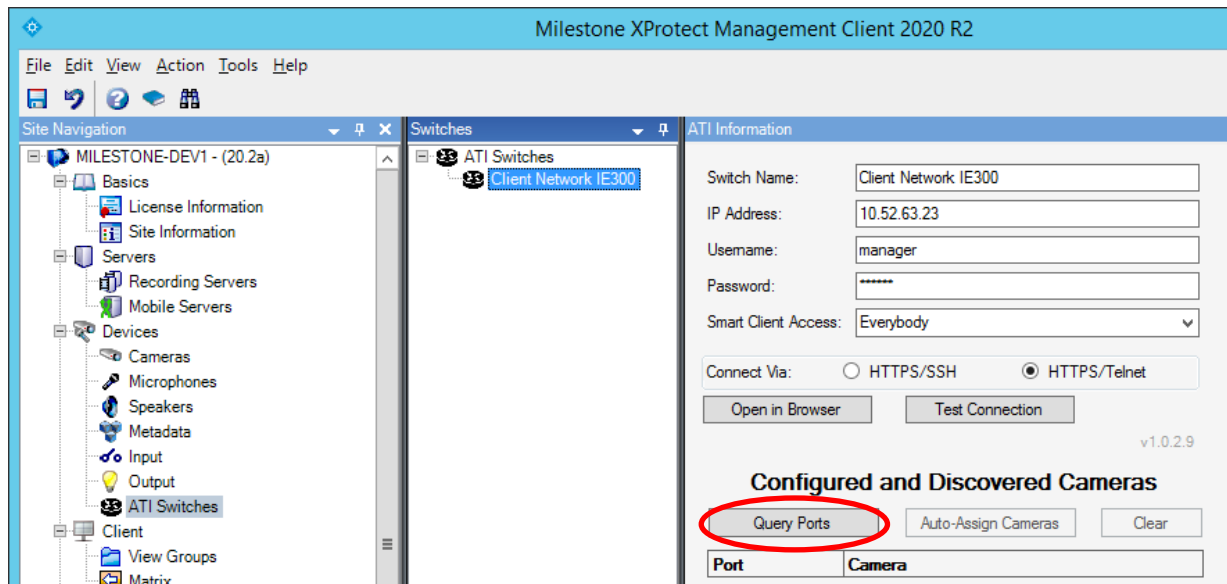 Milestone XProtect Management Client 2020 R2
File Edit View Action Tools Help
Site Navigation
MILESTONE-DEV1 - (20.2a)
Basics
License Information
Site Information
Servers
Recording Servers
Mobile Servers
Devices
Cameras
Microphones
Speakers
Metadata
Input
Output
ATI Switches
Client
View Groups
Matrix
Switches
ATI Switches
Client Network IE300
ATI Information
Switch Name: Client Network IE300
IP Address: 10.52.63.23
Username: manager
Password: ******
Smart Client Access: Everybody
Connect Via: HTTPS/SSH HTTPS/Telnet
Open in Browser Test Connection
v1.0.2.9
Configured and Discovered Cameras
Query Ports Auto-Assign Cameras Clear
Port Camera